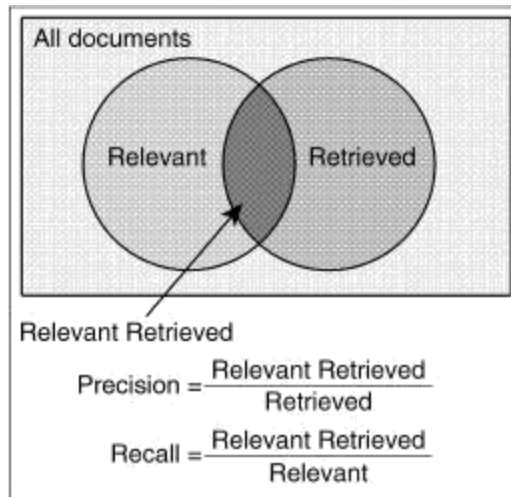 All documents
Relevant
Retrieved
Relevant Retrieved
Precision = Relevant Retrieved
Retrieved
Recall = Relevant Retrieved
Relevant